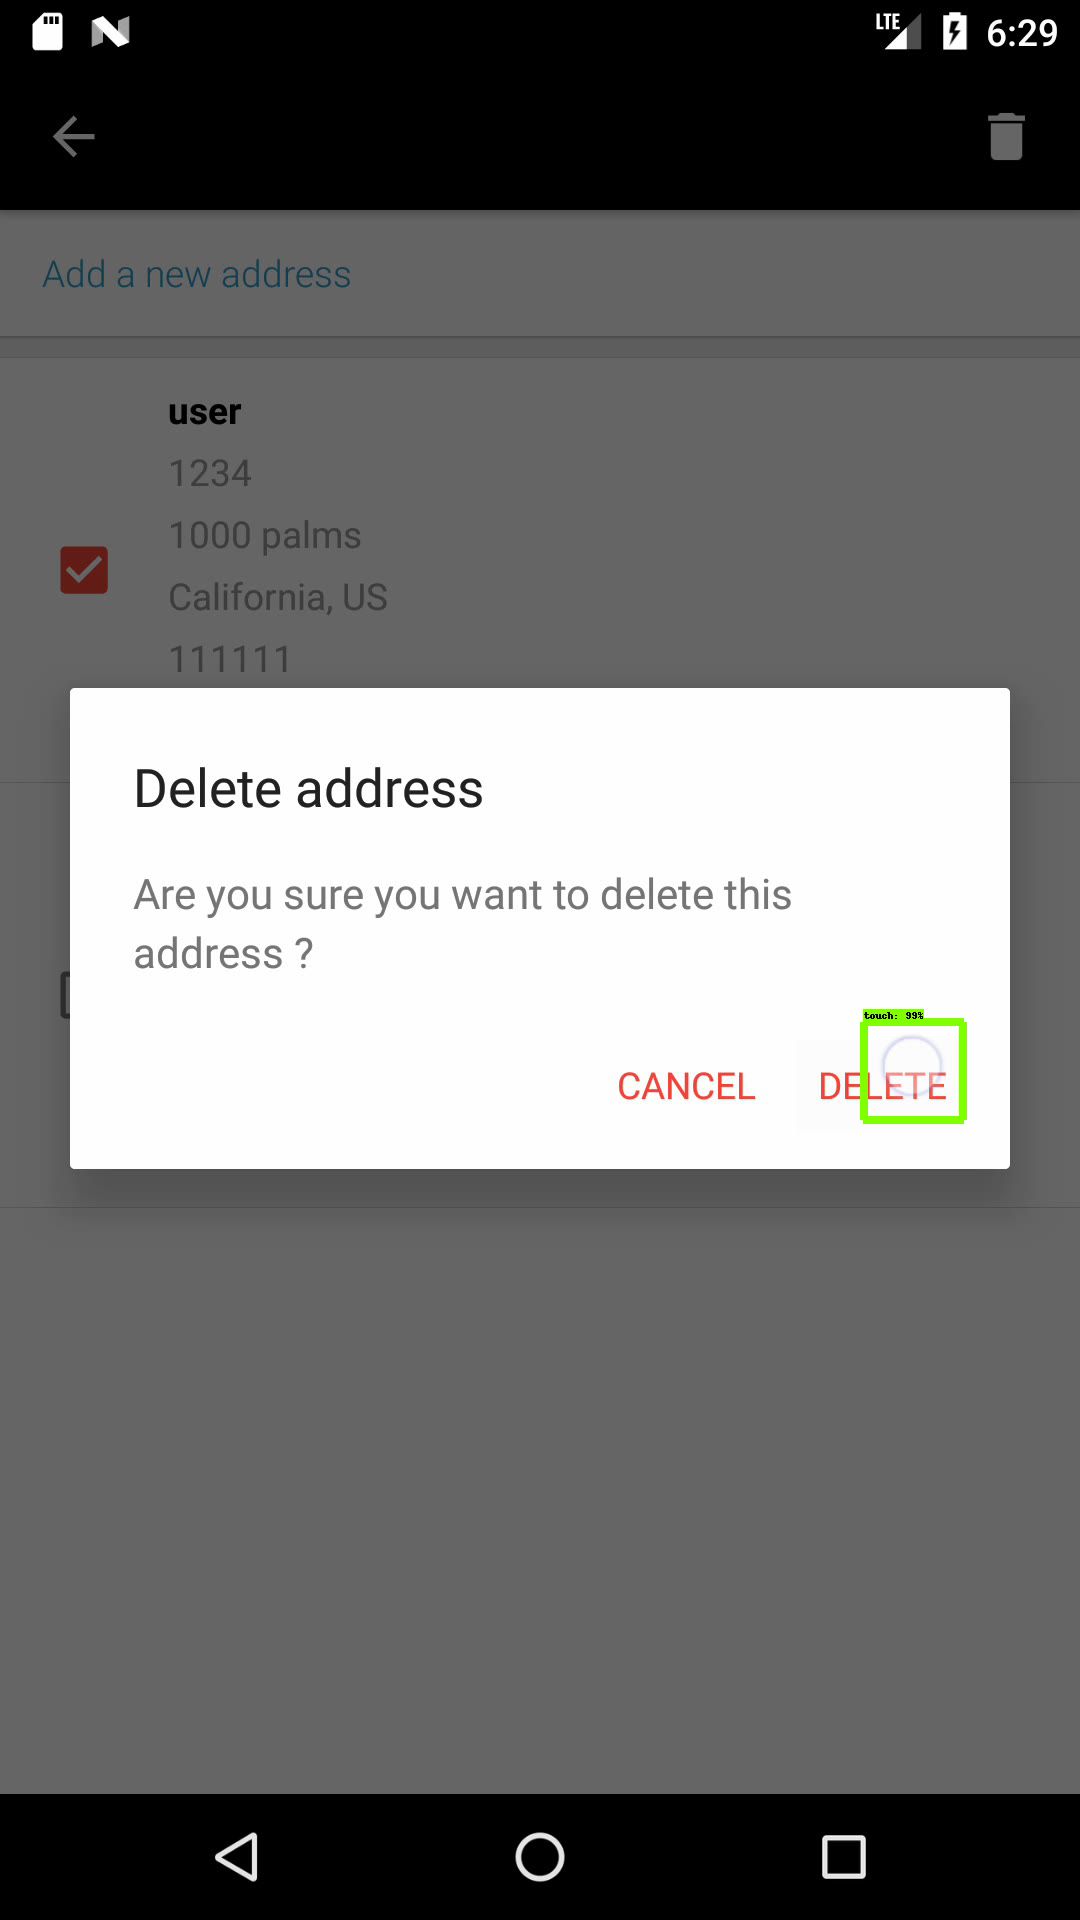 LTE 6:29
Add a new address
user
1234
1000 palms
California, US
111111
Delete address
Are you sure you want to delete this
address ?
touch: 99%
CANCEL DELETE